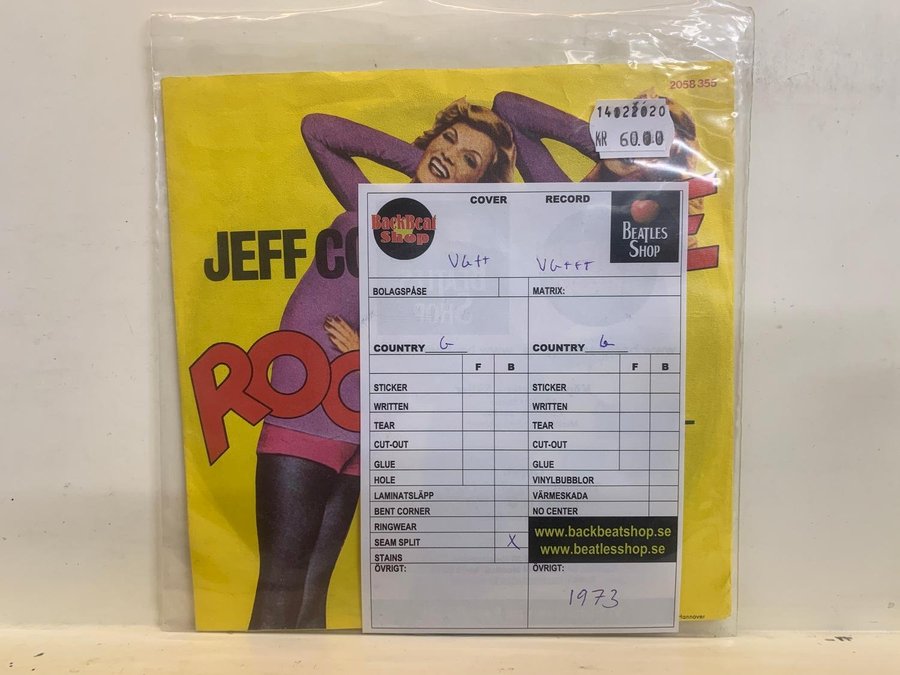 2058 355
14022020
KR 60.00
JEFF CO
ROC
E
E
BackBeat
Shop
COVER
RECORD
BEATLES
SHOP
VG++
VG+++
BOLAGSPÅSE
MATRIX:
COUNTRY G
COUNTRY G
F B
F B
STICKER
STICKER
WRITTEN
WRITTEN
TEAR
TEAR
CUT-OUT
CUT-OUT
GLUE
GLUE
HOLE
VINYLBUBBLOR
LAMINATSLÄPP
VÄRMESKADA
BENT CORNER
NO CENTER
RINGWEAR
www.backbeatshop.se
SEAM SPLIT X
www.beatlesshop.se
STAINS
ÖVRIGT:
ÖVRIGT:
1973
Hannover